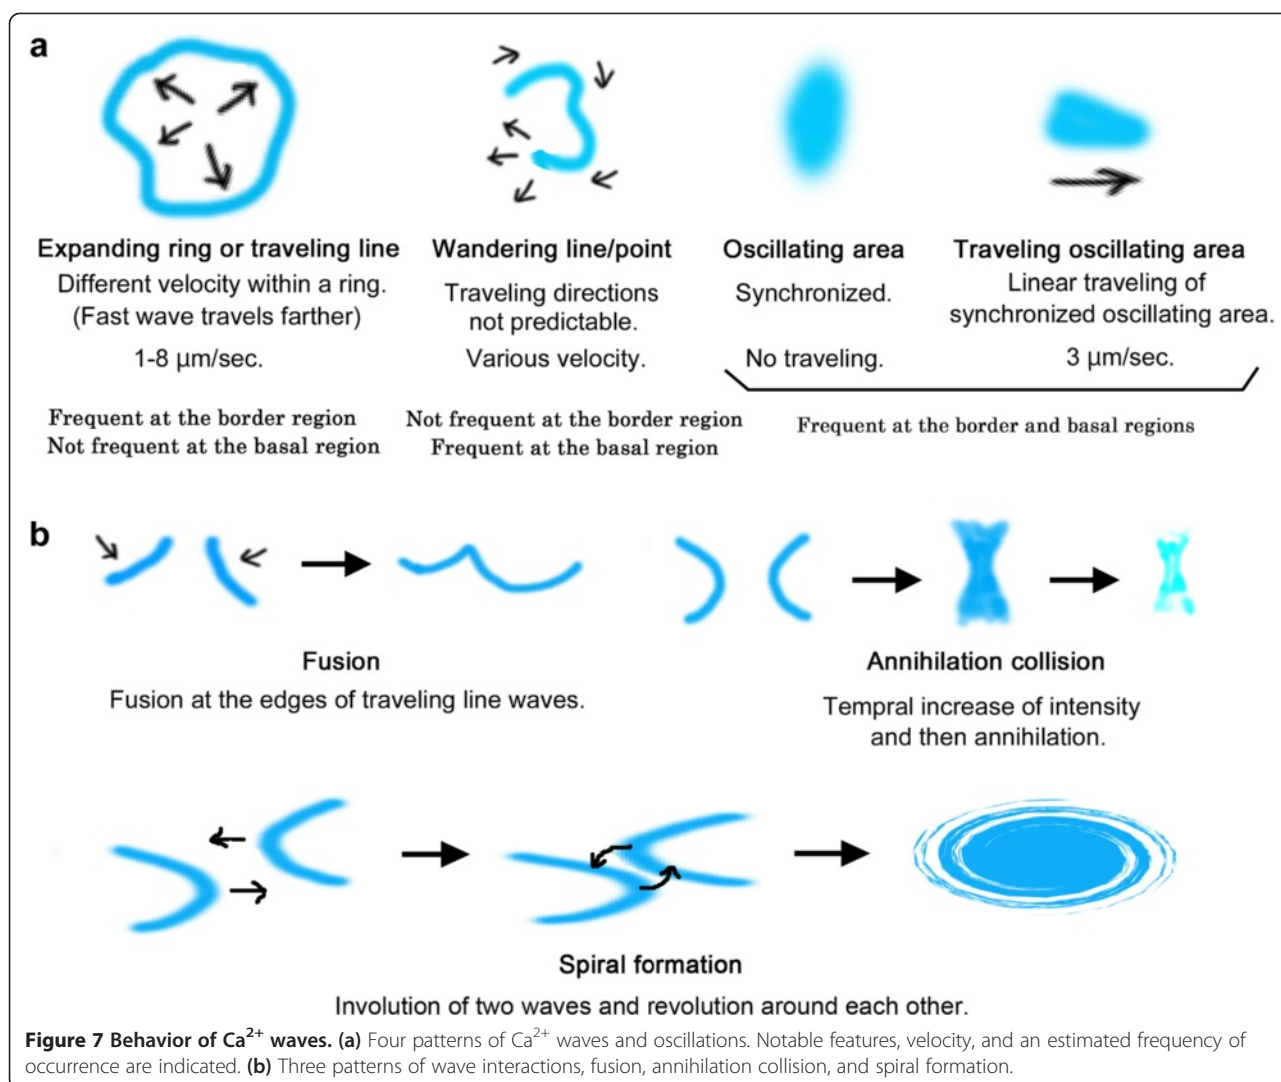 a
Expanding ring or traveling line
Different velocity within a ring.
(Fast wave travels farther)
1-8 µm/sec.
Frequent at the border region
Not frequent at the basal region
Wandering line/point
Traveling directions
not predictable.
Various velocity.
Not frequent at the border region
Frequent at the basal region
Oscillating area
Synchronized.
No traveling.
Traveling oscillating area
Linear traveling of
synchronized oscillating area.
3 µm/sec.
Frequent at the border and basal regions
b
Fusion
Fusion at the edges of traveling line waves.
Annihilation collision
Tempral increase of intensity
and then annihilation.
Spiral formation
Involution of two waves and revolution around each other.
Figure 7 Behavior of Ca²⁺ waves. (a) Four patterns of Ca²⁺ waves and oscillations. Notable features, velocity, and an estimated frequency of
occurrence are indicated. (b) Three patterns of wave interactions, fusion, annihilation collision, and spiral formation.